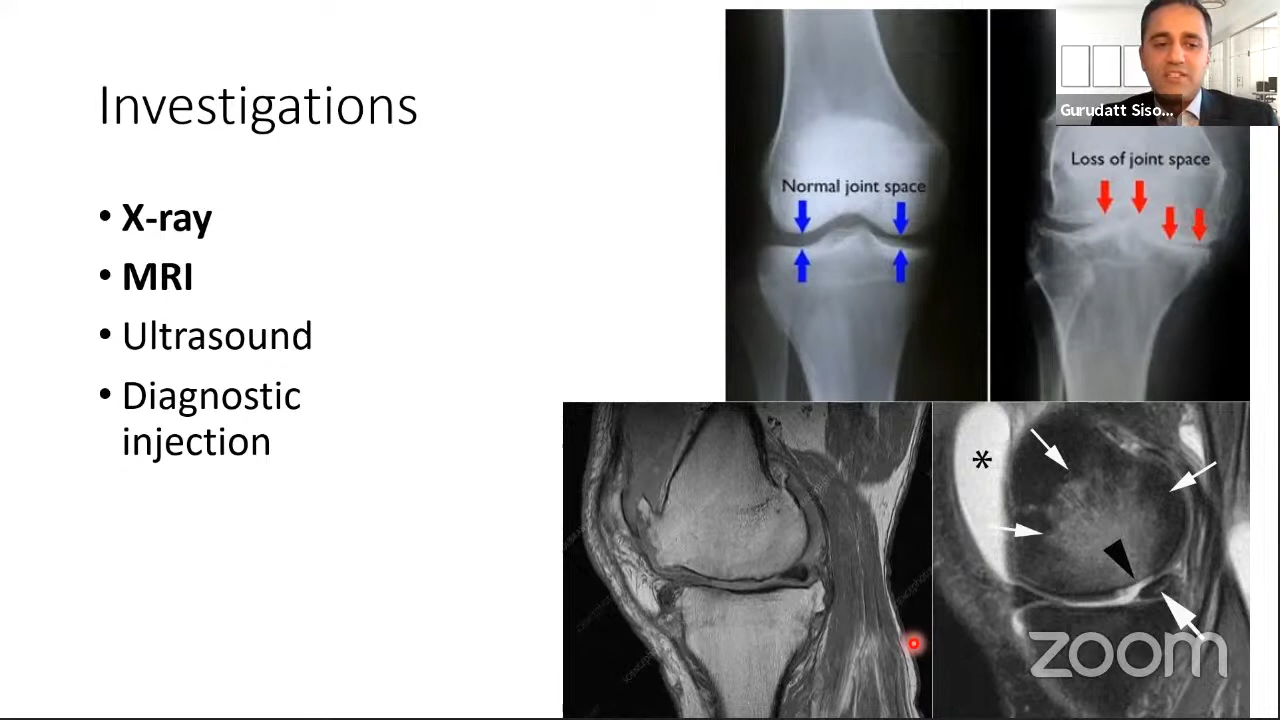 Investigations
• X-ray
• MRI
• Ultrasound
• Diagnostic
injection
Normal joint space
Loss of joint space
Gurudatt Siso...
*
zoom